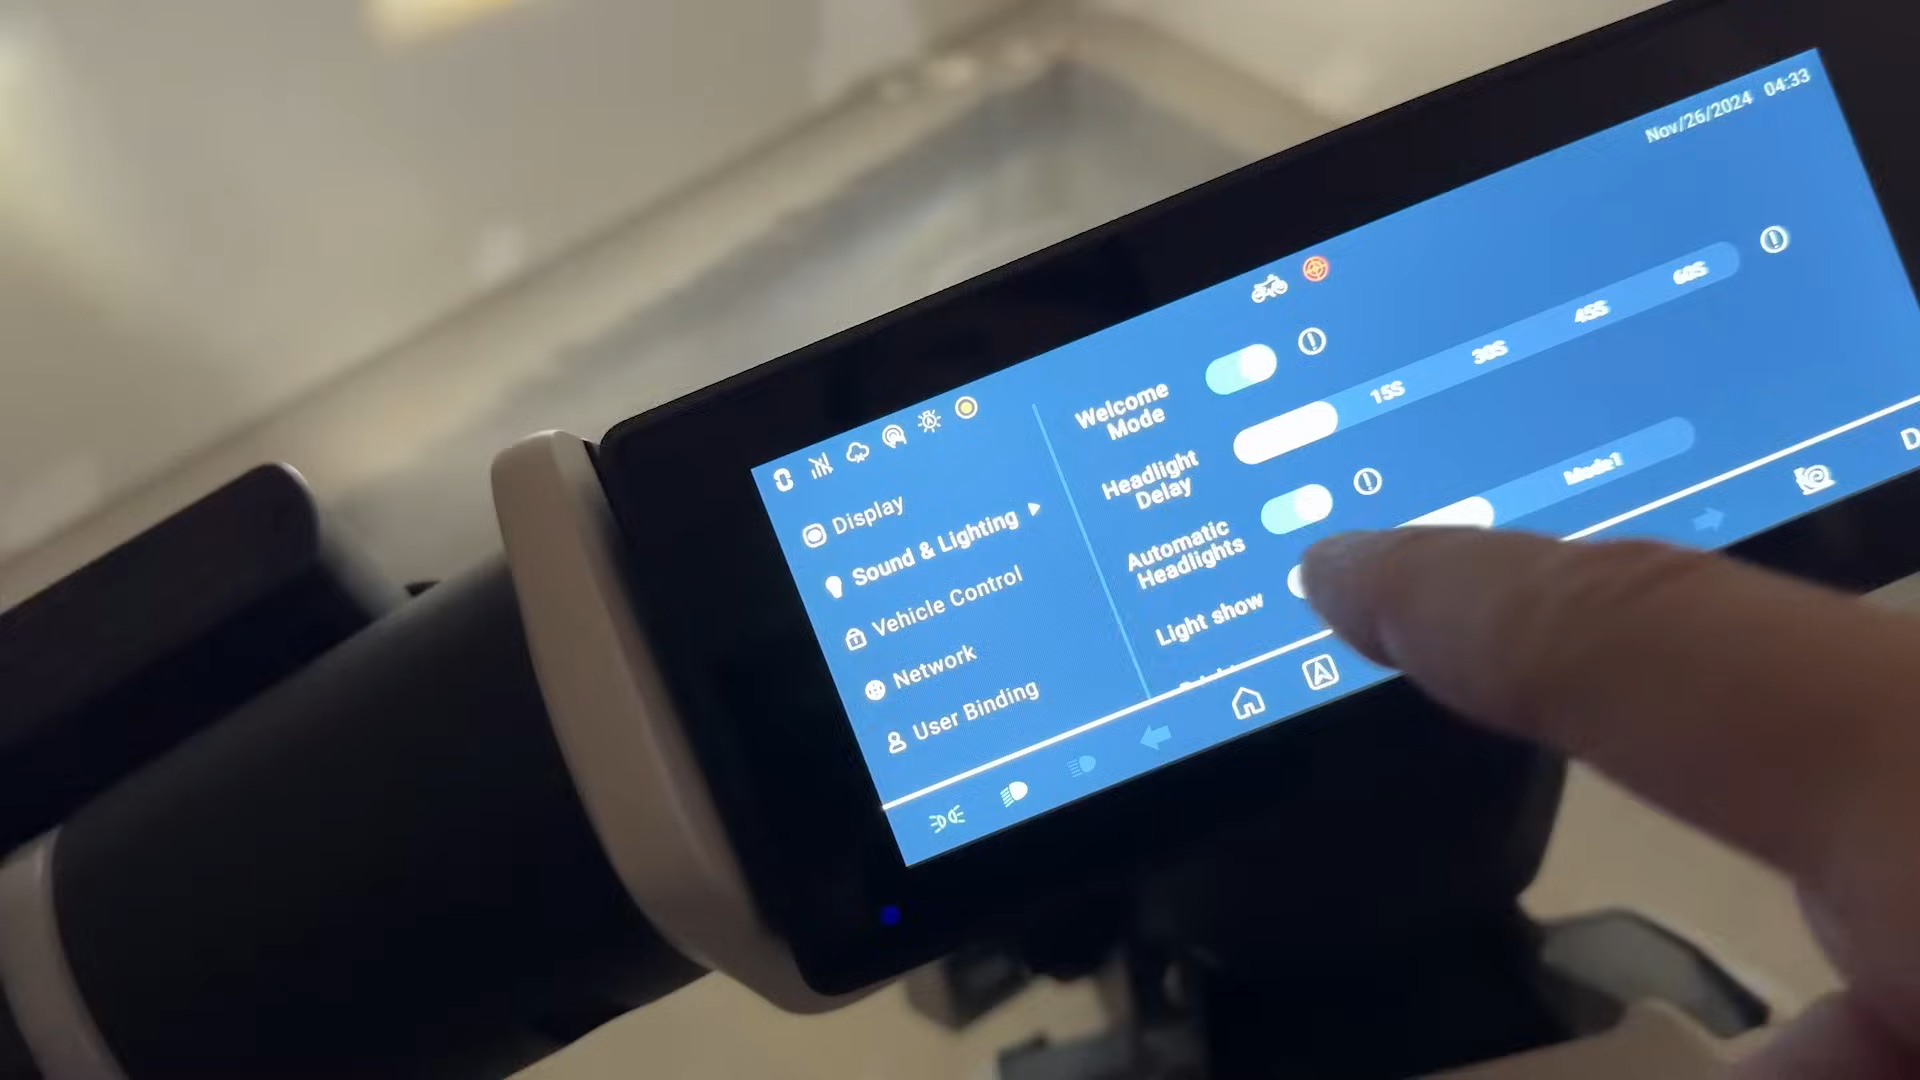 Nov/26/2024 04:33
Display
Sound & Lighting
Vehicle Control
Network
User Binding
Welcome
Mode
Headlight
Delay
15S 30S 45S 60S
Automatic
Headlights
Light show
Mode1
A